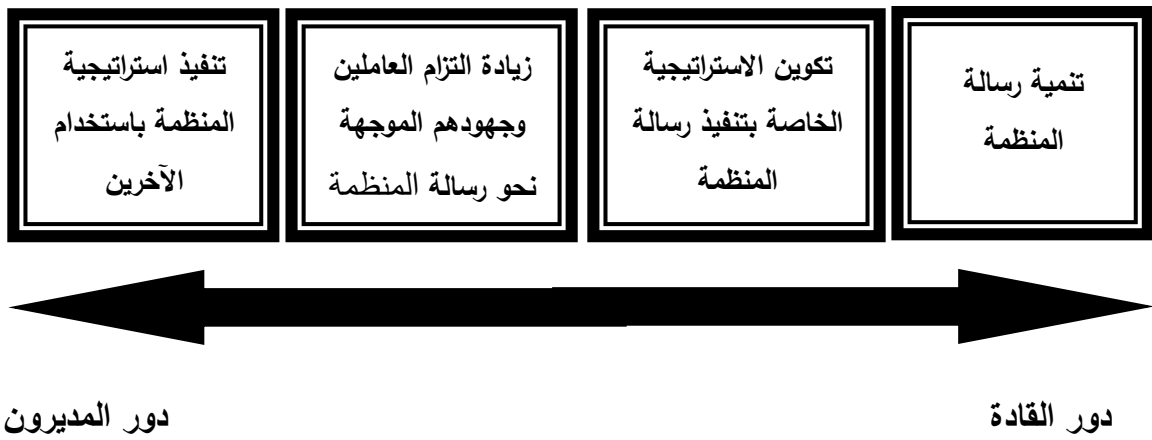 تنمية رسالة
المنظمة
تكوين الاستراتيجية
الخاصة بتنفيذ رسالة
المنظمة
زيادة التزام العاملين
وجهودهم الموجهة
نحو رسالة المنظمة
تنفيذ استراتيجية
المنظمة باستخدام
الآخرين
دور القادة
دور المديرون